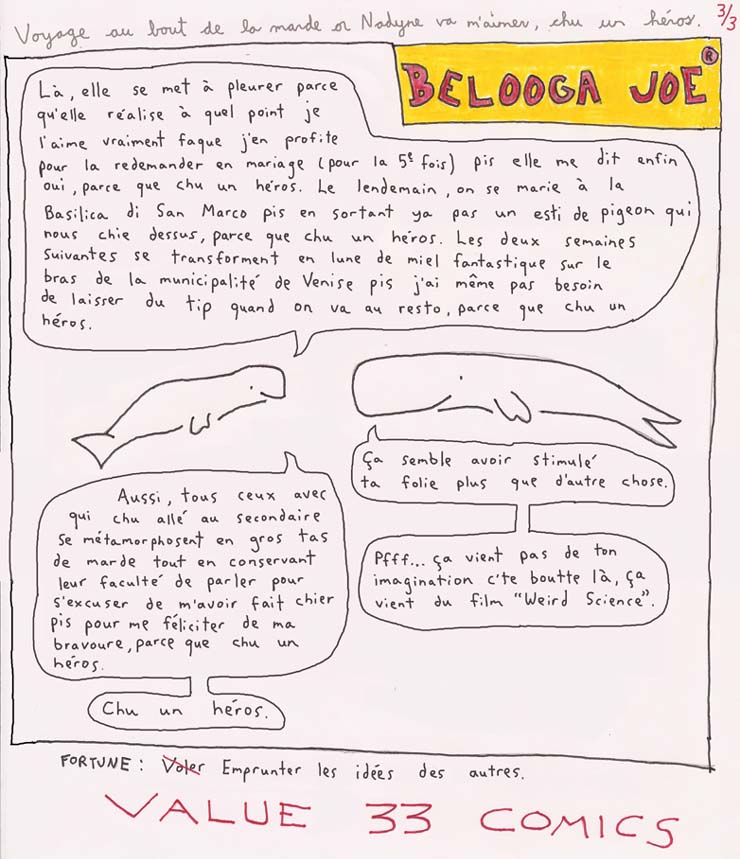 Voyage au bout de la marde or Nadyne va m'aimer, chu un héros. 3/3
BELOOGA JOE ®
Là, elle se met à pleurer parce
qu'elle réalise à quel point je
l'aime vraiment faque j'en profite
pour la redemander en mariage (pour la 5e fois) pis elle me dit enfin
oui, parce que chu un héros. Le lendemain, on se marie à la
Basilica di San Marco pis en sortant ya pas un esti de pigeon qui
nous chie dessus, parce que chu un héros. Les deux semaines
suivantes se transforment en lune de miel fantastique sur le
bras de la municipalité de Venise pis j'ai même pas besoin
de laisser du tip quand on va au resto, parce que chu un
héros.
Ça semble avoir stimulé
ta folie plus que d'autre chose.
Aussi, tous ceux avec
qui chu allé au secondaire
se métamorphosent en gros tas
de marde tout en conservant
leur faculté de parler pour
s'excuser de m'avoir fait chier
pis pour me féliciter de ma
bravoure, parce que chu un
héros.
Pfff... ça vient pas de ton
imagination c'te boutte là, ça
vient du film "Weird Science".
Chu un héros.
FORTUNE : Voler Emprunter les idées des autres.
VALUE 33 COMICS